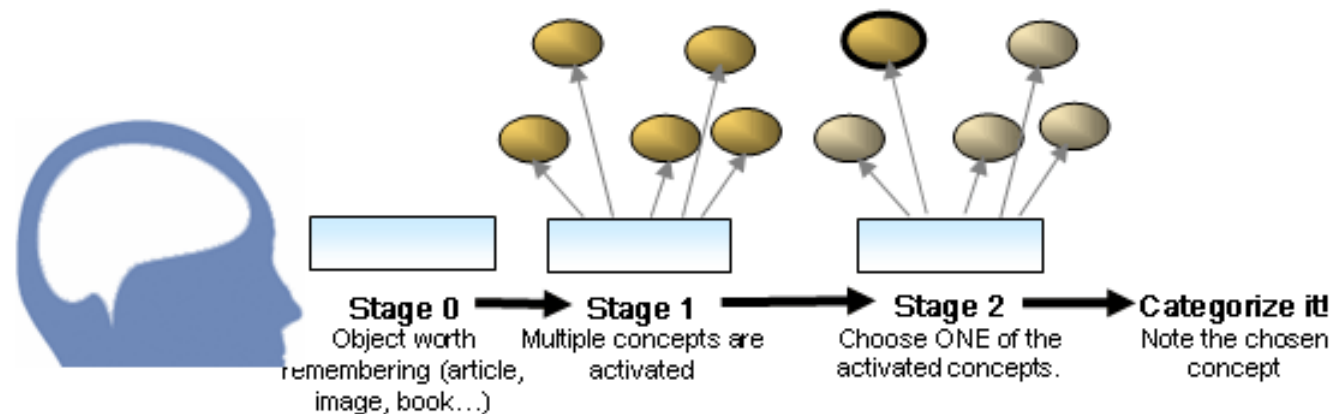 Stage 0
Object worth
remembering (article,
image, book...)
Stage 1
Multiple concepts are
activated
Stage 2
Choose ONE of the
activated concepts.
Categorize it!
Note the chosen
concept